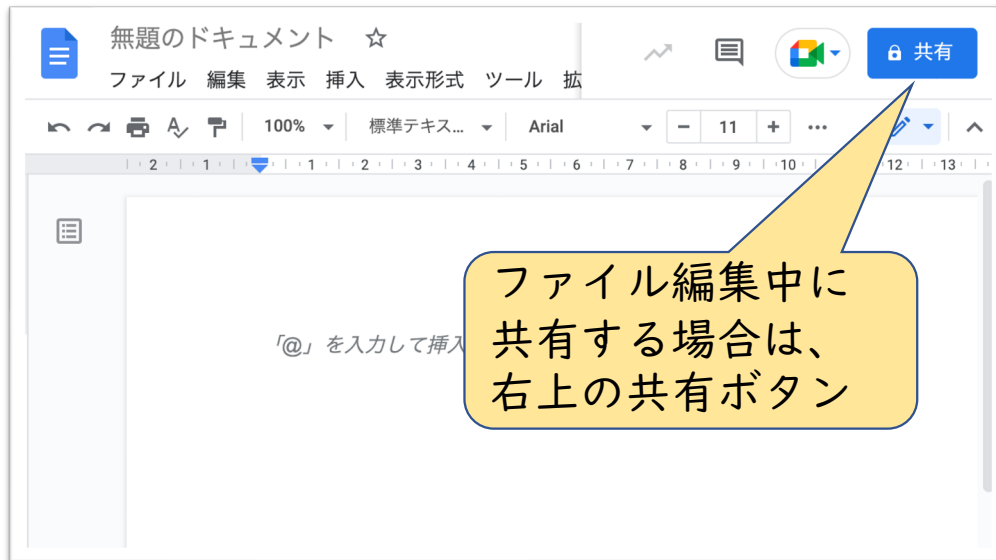 無題のドキュメント
ファイル 編集 表示 挿入 表示形式 ツール 拡
共有
100% 標準テキス... Arial 11
2 1 1 2 3 4 5 6 7 8 9 10 12 13
「@」を入力して挿入
ファイル編集中に
共有する場合は、
右上の共有ボタン